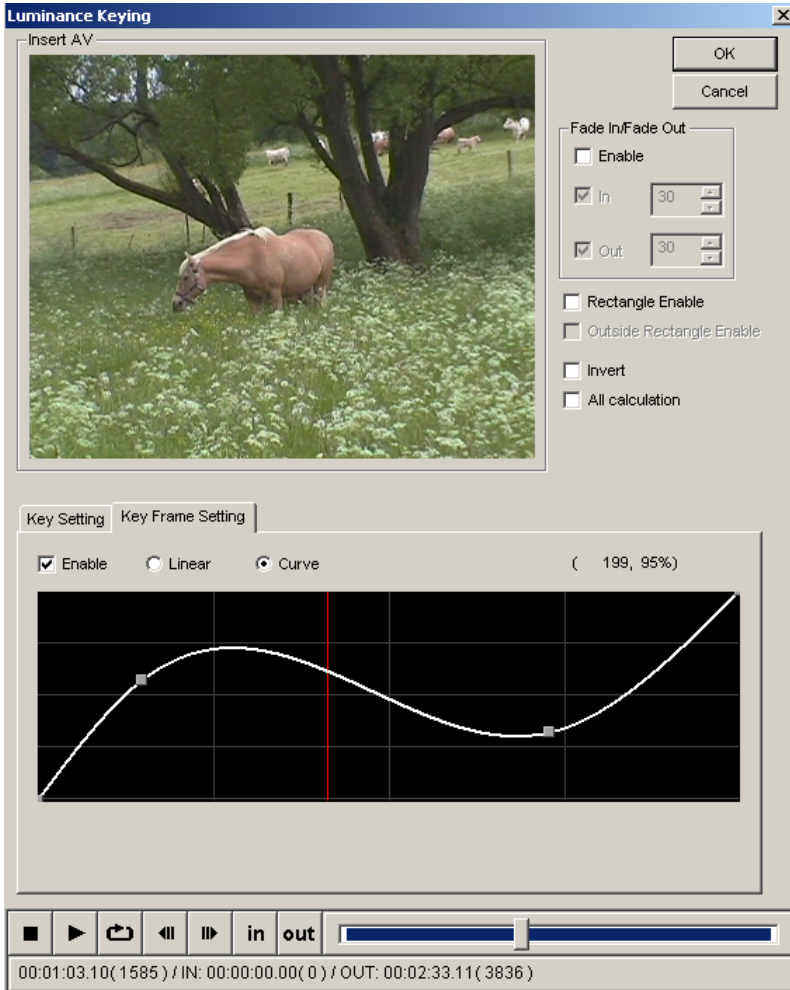 Luminance Keying
Insert AV
OK
Cancel
Fade In/Fade Out
Enable
In 30
Out 30
Rectangle Enable
Outside Rectangle Enable
Invert
All calculation
Key Setting Key Frame Setting
Enable Linear Curve ( 199, 95%)
in out
00:01:03.10( 1585 ) / IN: 00:00:00.00( 0 ) / OUT: 00:02:33.11( 3836 )